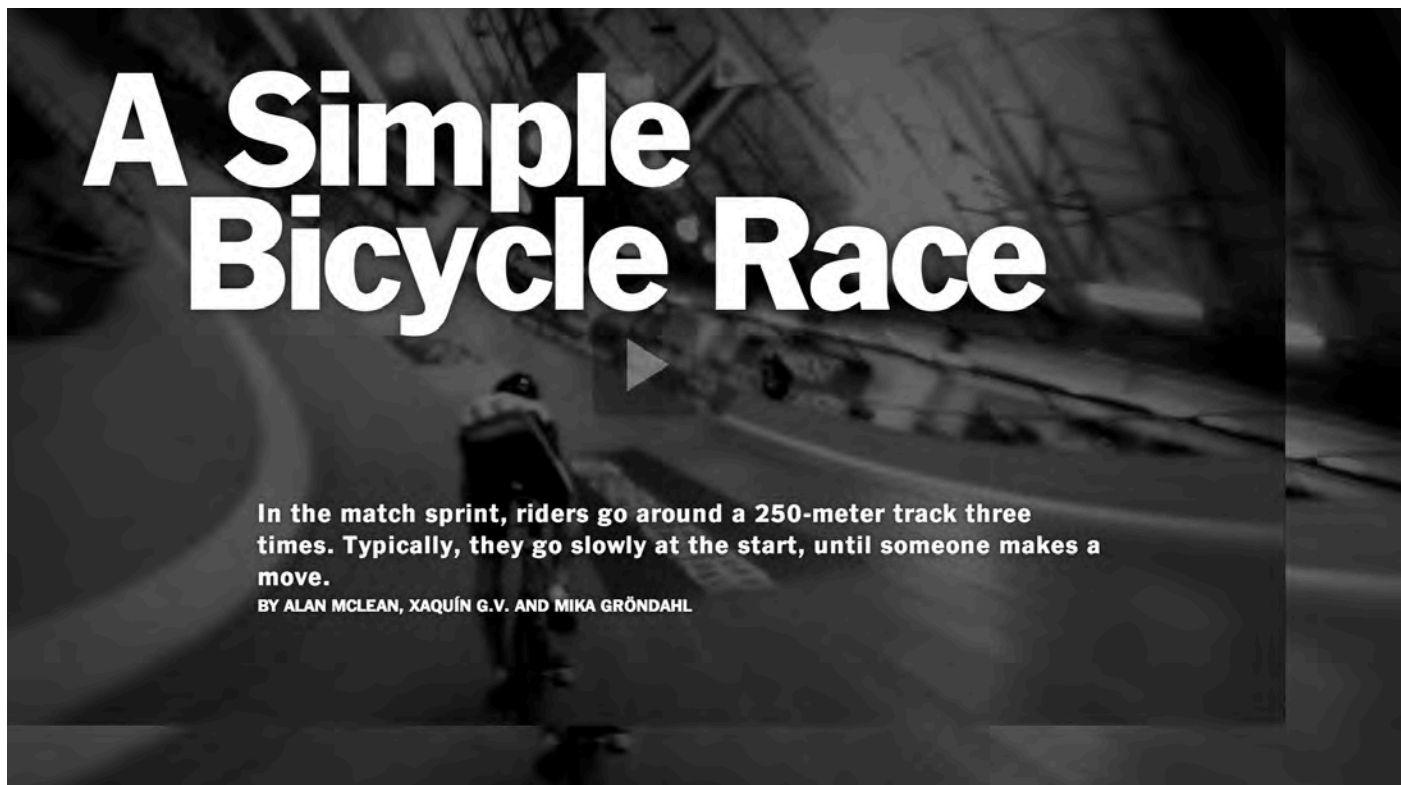 A Simple
Bicycle Race
In the match sprint, riders go around a 250-meter track three
times. Typically, they go slowly at the start, until someone makes a
move.
BY ALAN MCLEAN, XAQUÍN G.V. AND MIKA GRÖNDAHL